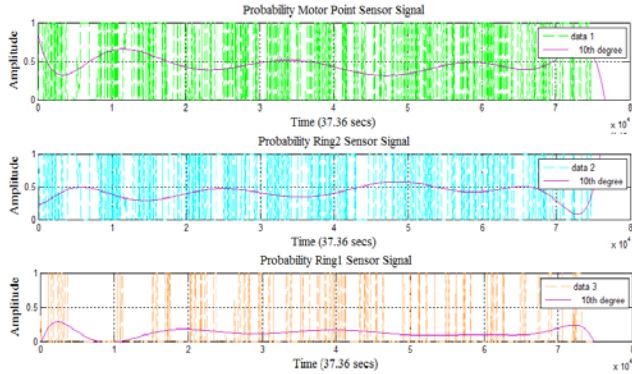 Probability Motor Point Sensor Signal
1
0.5
0
Amplitude
data 1
10th degree
0 1 2 3 4 5 6 7 8
x 10⁴
Time (37.36 secs)
Probability Ring2 Sensor Signal
1
0.5
0
Amplitude
data 2
10th degree
0 1 2 3 4 5 6 7 8
x 10⁴
Time (37.36 secs)
Probability Ring1 Sensor Signal
1
0.5
0
Amplitude
data 3
10th degree
0 1 2 3 4 5 6 7 8
x 10⁴
Time (37.36 secs)